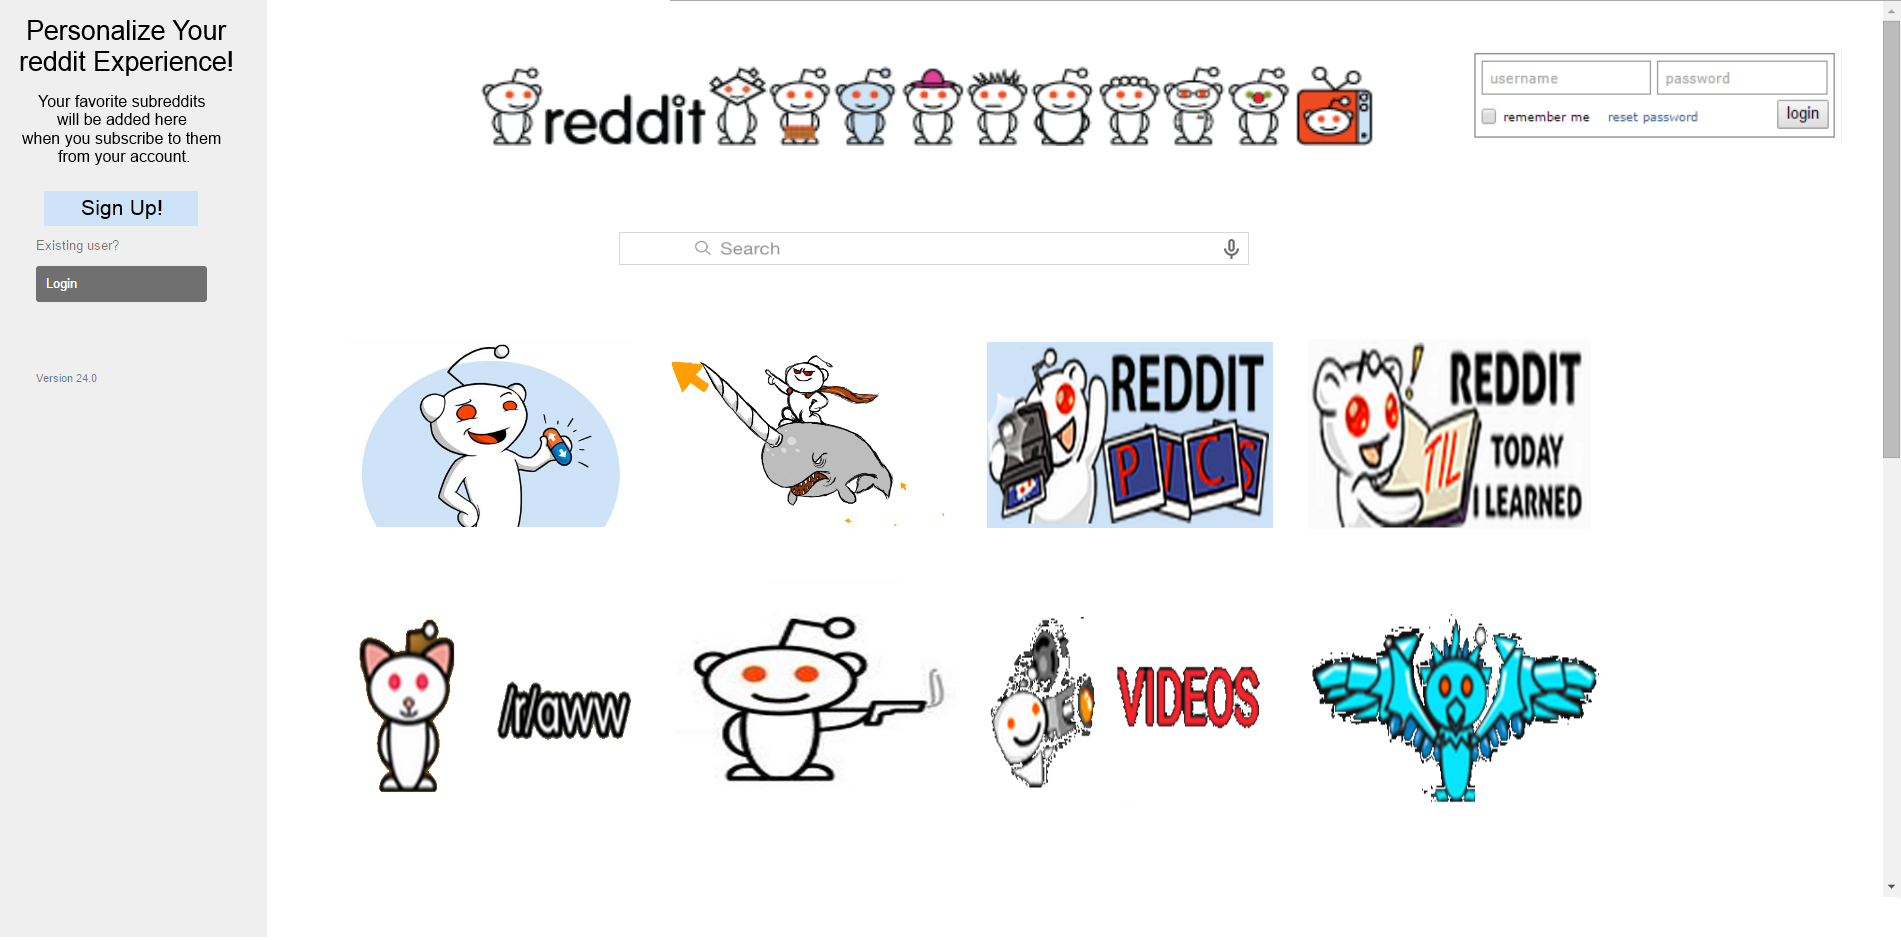 Personalize Your
reddit Experience!
Your favorite subreddits
will be added here
when you subscribe to them
from your account.
Sign Up!
Existing user?
Login
Version 24.0
reddit
username
password
remember me
reset password
login
Search
REDDIT
PICS
REDDIT
TIL
TODAY
I LEARNED
/r/aww
VIDEOS